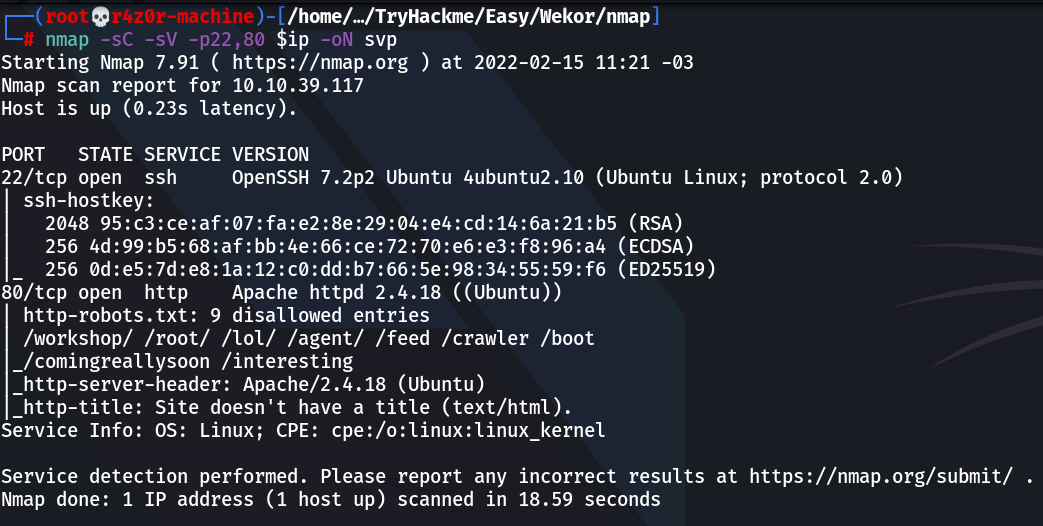 ┌──(root💀r4z0r-machine)-[/home/…/TryHackme/Easy/Wekor/nmap]
└─# nmap -sC -sV -p22,80 $ip -oN svp
Starting Nmap 7.91 ( https://nmap.org ) at 2022-02-15 11:21 -03
Nmap scan report for 10.10.39.117
Host is up (0.23s latency).

PORT   STATE SERVICE VERSION
22/tcp open  ssh     OpenSSH 7.2p2 Ubuntu 4ubuntu2.10 (Ubuntu Linux; protocol 2.0)
| ssh-hostkey:
|   2048 95:c3:ce:af:07:fa:e2:8e:29:04:e4:cd:14:6a:21:b5 (RSA)
|   256 4d:99:b5:68:af:bb:4e:66:ce:72:70:e6:e3:f8:96:a4 (ECDSA)
|_  256 0d:e5:7d:e8:1a:12:c0:dd:b7:66:5e:98:34:55:59:f6 (ED25519)
80/tcp open  http    Apache httpd 2.4.18 ((Ubuntu))
| http-robots.txt: 9 disallowed entries
| /workshop/ /root/ /lol/ /agent/ /feed /crawler /boot
|_/comingreallysoon /interesting
|_http-server-header: Apache/2.4.18 (Ubuntu)
|_http-title: Site doesn't have a title (text/html).
Service Info: OS: Linux; CPE: cpe:/o:linux:linux_kernel

Service detection performed. Please report any incorrect results at https://nmap.org/submit/ .
Nmap done: 1 IP address (1 host up) scanned in 18.59 seconds